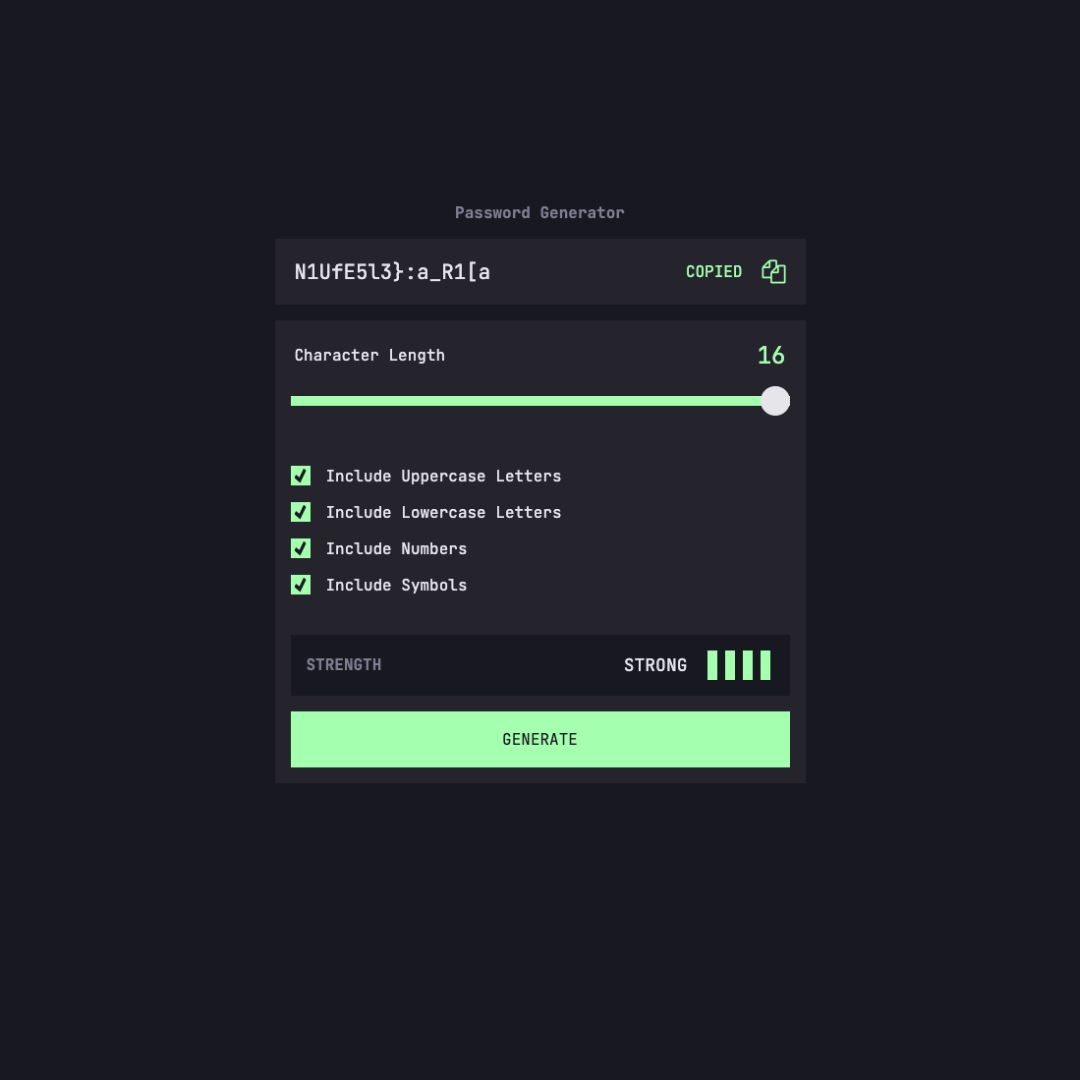 Password Generator
N1UfE5l3}:a_R1[a
COPIED
Character Length
16
Include Uppercase Letters
Include Lowercase Letters
Include Numbers
Include Symbols
STRENGTH
STRONG
GENERATE